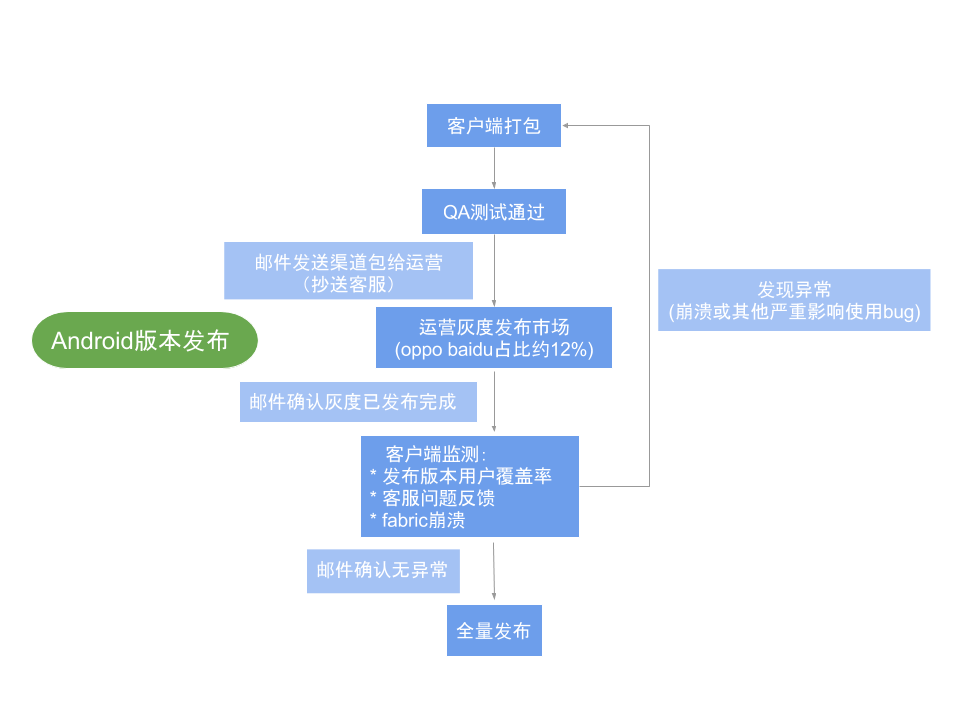 客户端打包
QA测试通过
邮件发送渠道包给运营
（抄送客服）
发现异常
(崩溃或其他严重影响使用bug)
运营灰度发布市场
(oppo baidu占比约12%)
Android版本发布
邮件确认灰度已发布完成
客户端监测：
* 发布版本用户覆盖率
* 客服问题反馈
* fabric崩溃
邮件确认无异常
全量发布